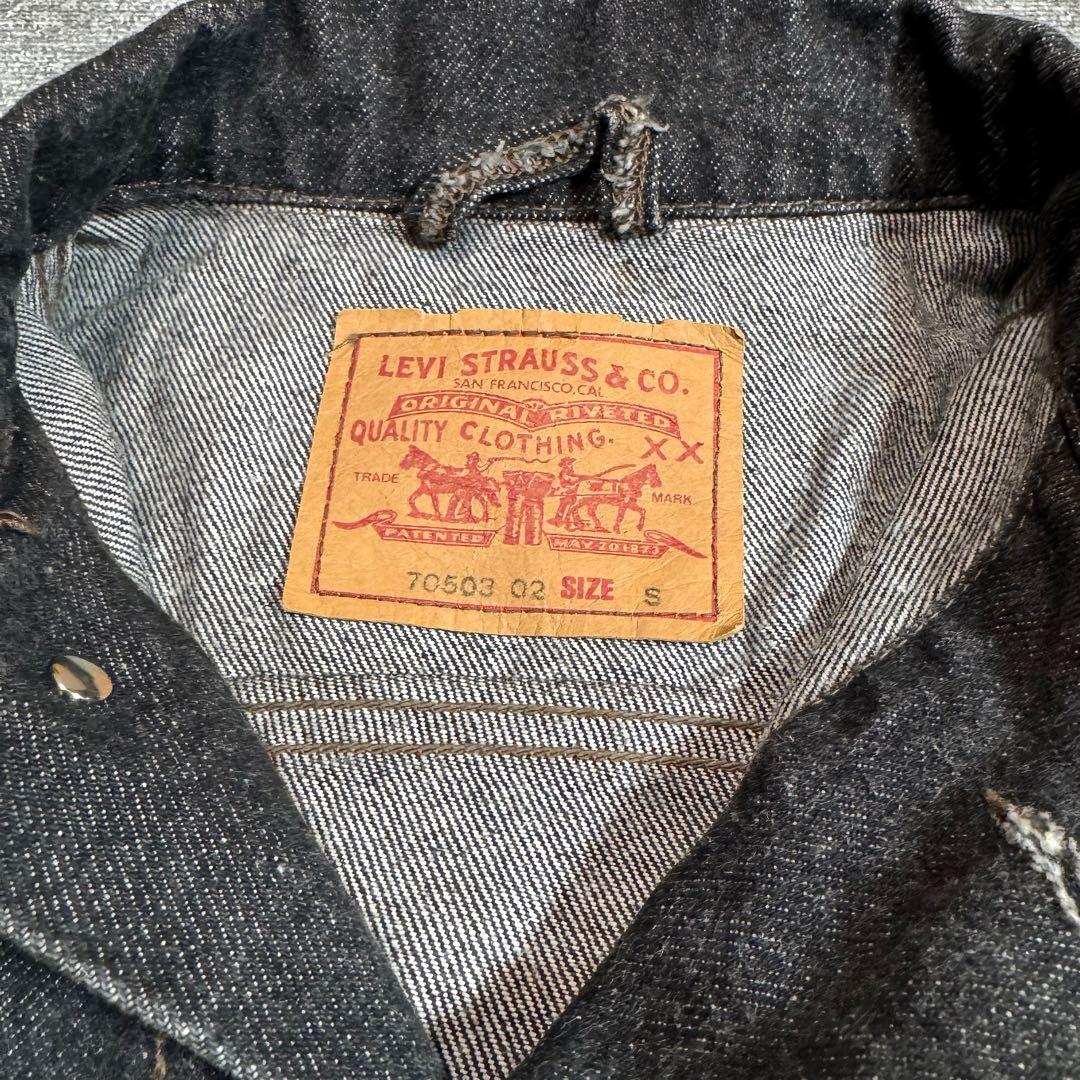 LEVI STRAUSS & CO.
SAN FRANCISCO, CAL.
ORIGINAL RIVETED
QUALITY CLOTHING. XX
TRADE MARK
PATENTED MAY 20 1873
70503 02 SIZE S